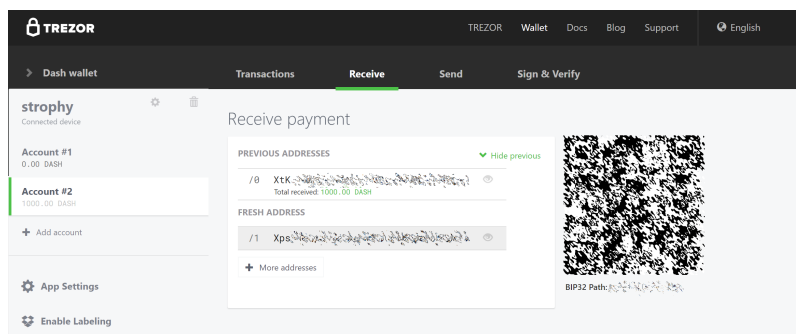 TREZOR
TREZOR Wallet Docs Blog Support English
Dash wallet
Transactions Receive Send Sign & Verify
strophy
Connected device
Account #1
0.00 DASH
Account #2
1000.00 DASH
Add account
App Settings
Enable Labeling
Receive payment
PREVIOUS ADDRESSES Hide previous
/0 XtK
Total received: 1000.00 DASH
FRESH ADDRESS
/1 Xps
More addresses
BIP32 Path: